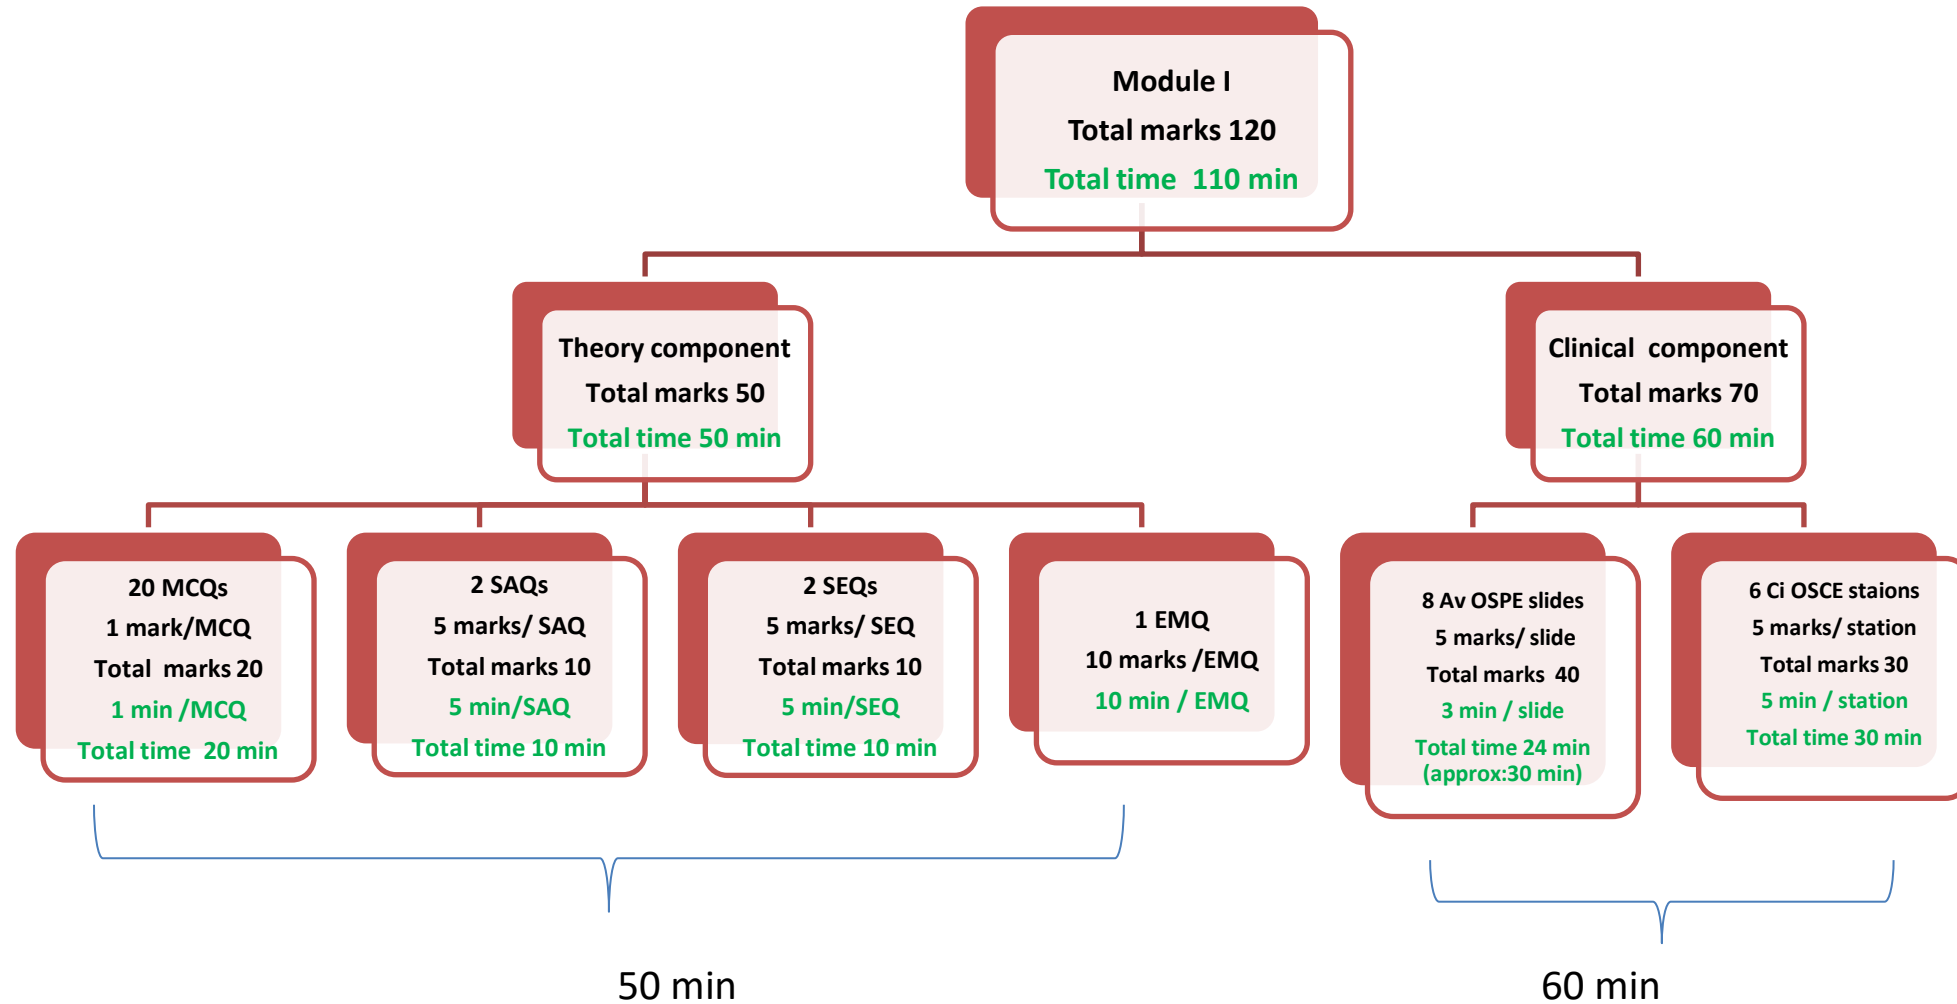 Module I
Total marks 120
Total time 110 min
Theory component
Total marks 50
Total time 50 min
Clinical component
Total marks 70
Total time 60 min
20 MCQs
1 mark/MCQ
Total marks 20
1 min /MCQ
Total time 20 min
2 SAQs
5 marks/ SAQ
Total marks 10
5 min/SAQ
Total time 10 min
2 SEQs
5 marks/ SEQ
Total marks 10
5 min/SEQ
Total time 10 min
1 EMQ
10 marks /EMQ
10 min / EMQ
8 Av OSPE slides
5 marks/ slide
Total marks 40
3 min / slide
Total time 24 min
(approx:30 min)
6 Ci OSCE staions
5 marks/ station
Total marks 30
5 min / station
Total time 30 min
50 min
60 min